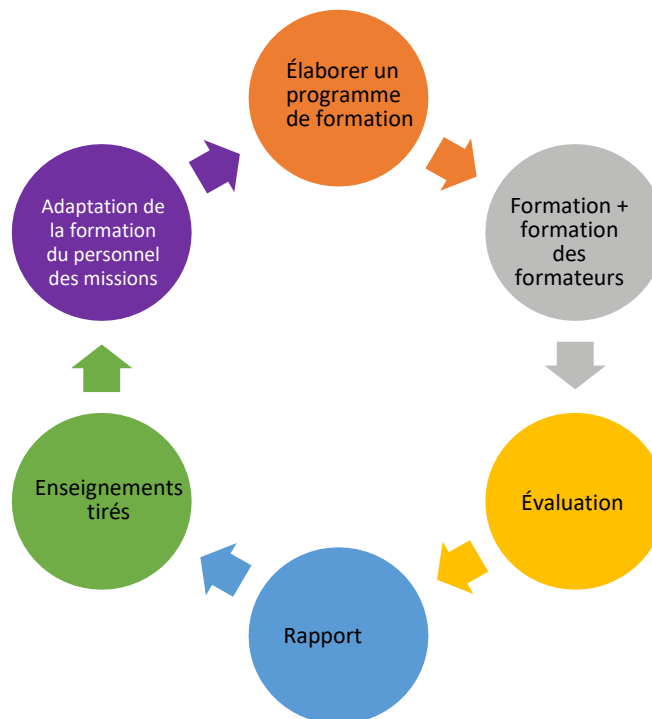 Élaborer un
programme
de formation
Formation +
formation
des
formateurs
Évaluation
Rapport
Enseignements
tirés
Adaptation de
la formation
du personnel
des missions